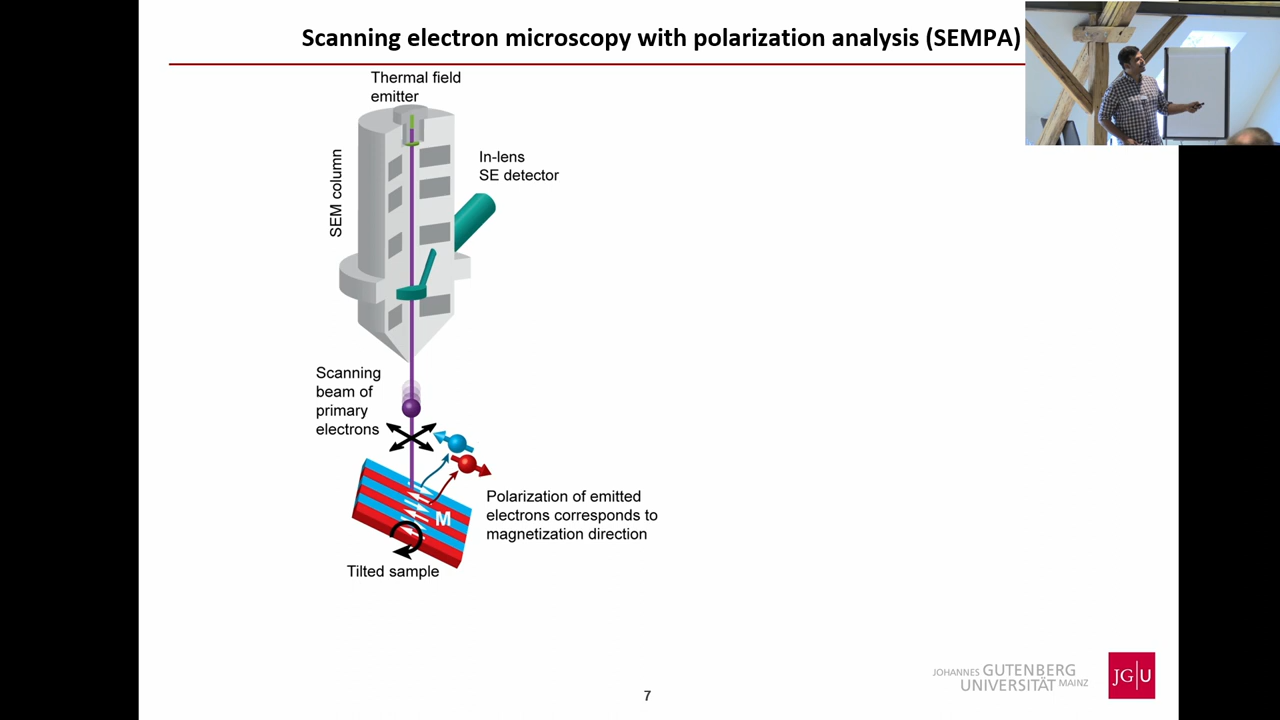 Scanning electron microscopy with polarization analysis (SEMPA)
Thermal field
emitter
In-lens
SE detector
SEM column
Scanning
beam of
primary
electrons
M
Polarization of emitted
electrons corresponds to
magnetization direction
Tilted sample
JOHANNES GUTENBERG
UNIVERSITÄT MAINZ
JG|U
7